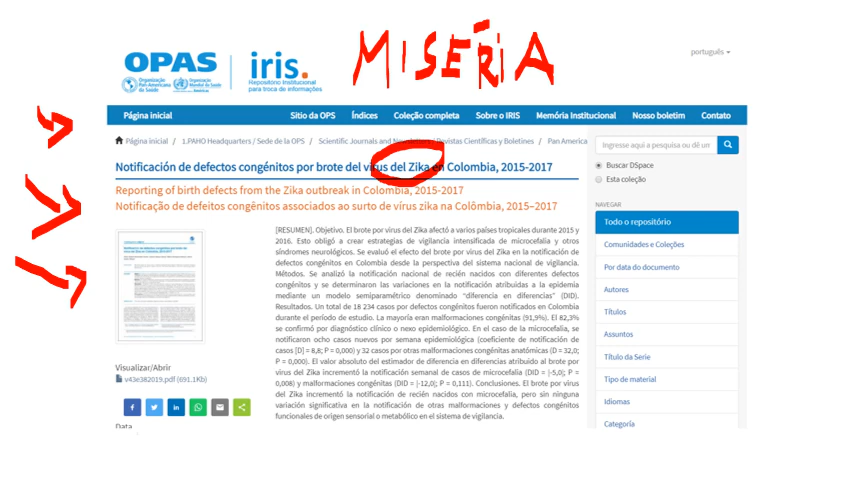 MISERIA
português
OPAS
Organização
Pan-Americana
da Saúde
Organização
Mundial da Saúde
iris.
Repositório Institucional
para troca de informações
Página inicial Sitio da OPS Índices Coleção completa Sobre o IRIS Memória Institucional Nosso boletim Contato
Página inicial / 1.PAHO Headquarters / Sede de la OPS / Scientific Journals and Newsletters / Revistas Científicas y Boletines / Pan America
Notificación de defectos congénitos por brote del virus del Zika en Colombia, 2015-2017
Reporting of birth defects from the Zika outbreak in Colombia, 2015-2017
Notificação de defeitos congênitos associados ao surto de vírus zika na Colômbia, 2015–2017
[RESUMEN]. Objetivo. El brote por virus del Zika afectó a varios países tropicales durante 2015 y
2016. Esto obligó a crear estrategias de vigilancia intensificada de microcefalia y otros
síndromes neurológicos. Se evaluó el efecto del brote por virus del Zika en la notificación de
defectos congénitos en Colombia desde la perspectiva del sistema nacional de vigilancia.
Métodos. Se analizó la notificación nacional de recién nacidos con diferentes defectos
congénitos y se determinaron las variaciones en la notificación atribuidas a la epidemia
mediante un modelo semiparamétrico denominado "diferencia en diferencias" (DID).
Resultados. Un total de 18 234 casos por defectos congénitos fueron notificados en Colombia
durante el período de estudio. La mayoría eran malformaciones congénitas (91,9%). El 82,3%
se confirmó por diagnóstico clínico o nexo epidemiológico. En el caso de la microcefalia, se
notificaron ocho casos nuevos por semana epidemiológica (coeficiente de notificación de
casos [D] = 8,8; P = 0,000) y 32 casos por otras malformaciones congénitas anatómicas (D = 32,0;
P = 0,000). El valor absoluto del estimador de diferencia en diferencias atribuido al brote por
virus del Zika incrementó la notificación semanal de casos de microcefalia (DID = |-5,0|; P =
0,008) y malformaciones congénitas (DID = |-12,0|; P = 0,111). Conclusiones. El brote por virus
del Zika incrementó la notificación de recién nacidos con microcefalia, pero sin ninguna
variación significativa en la notificación de otras malformaciones y defectos congénitos
funcionales de origen sensorial o metabólico en el sistema de vigilancia.
Visualizar/Abrir
v43e382019.pdf (691.1Kb)
Data
Ingresse aqui a pesquisa ou dê um
Buscar DSpace
Esta coleção
NAVEGAR
Todo o repositório
Comunidades e Coleções
Por data do documento
Autores
Títulos
Assuntos
Título da Serie
Tipo de material
Idiomas
Categoría